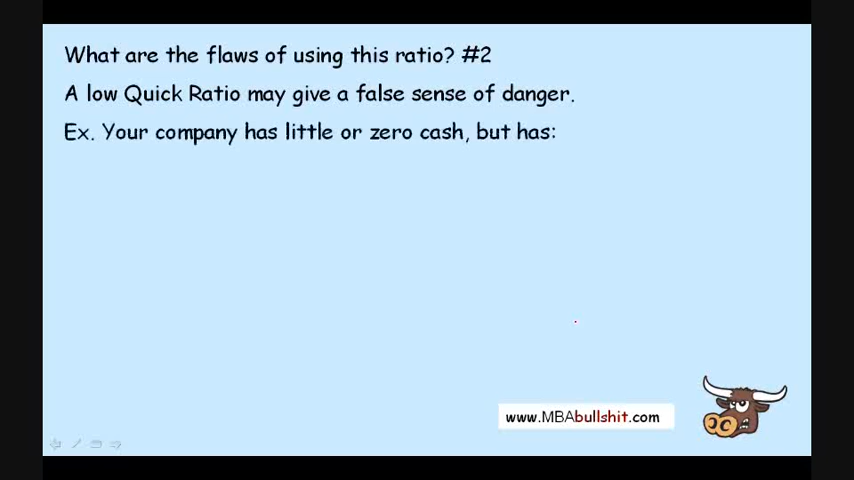 What are the flaws of using this ratio? #2
A low Quick Ratio may give a false sense of danger.
Ex. Your company has little or zero cash, but has:
www.MBAbullshit.com